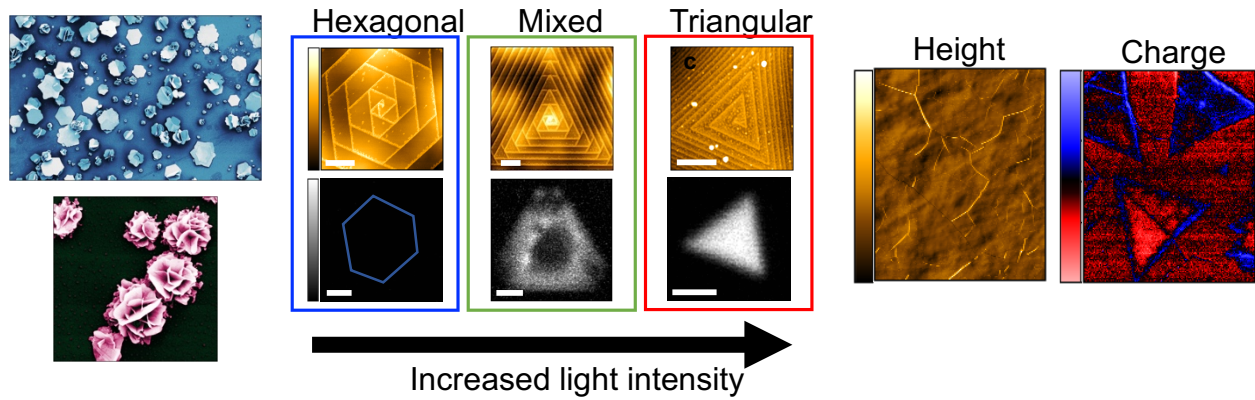 Hexagonal
Mixed
Triangular
c
Height
Charge
Increased light intensity